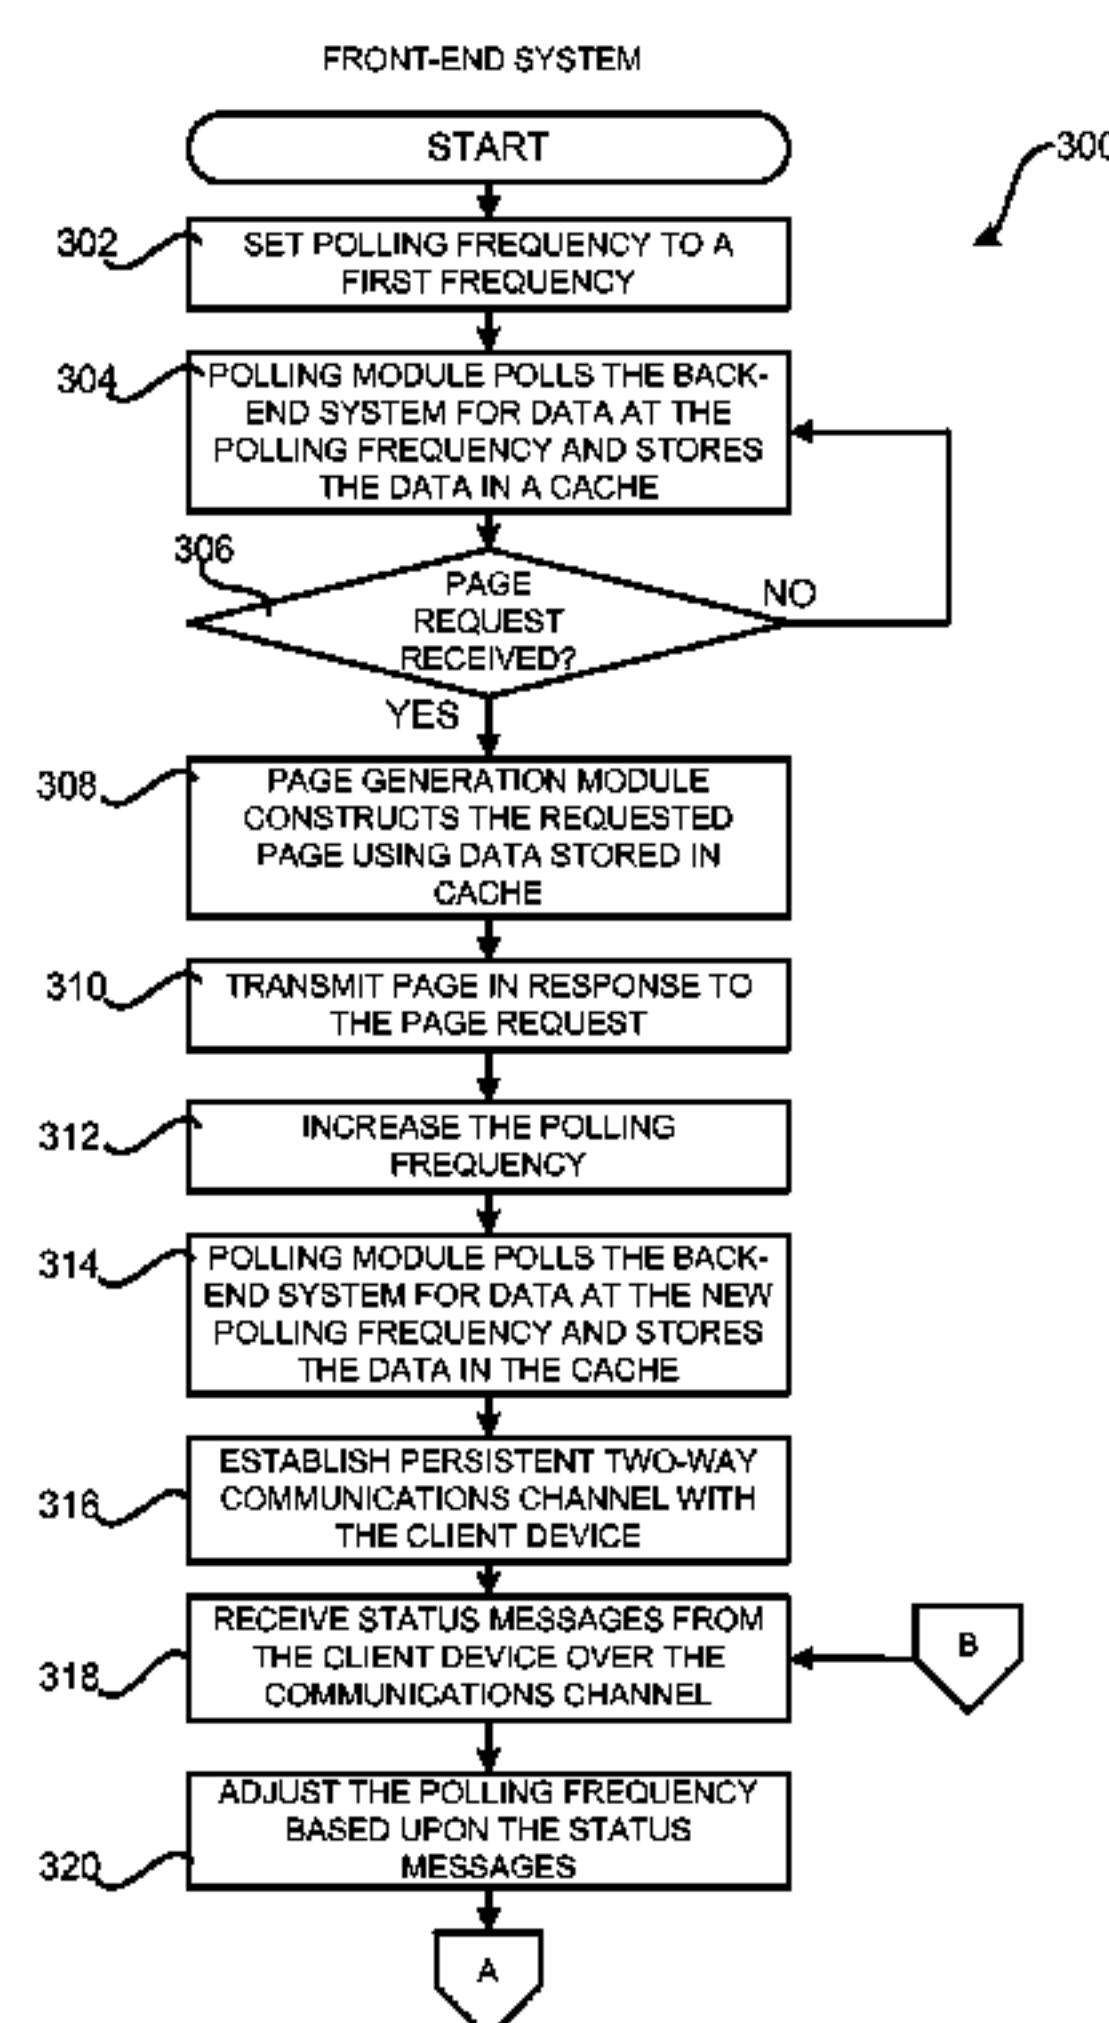 FRONT-END SYSTEM
START
300
302
SET POLLING FREQUENCY TO A
FIRST FREQUENCY
304
POLLING MODULE POLLS THE BACK-
END SYSTEM FOR DATA AT THE
POLLING FREQUENCY AND STORES
THE DATA IN A CACHE
306
PAGE
REQUEST
RECEIVED?
NO
YES
308
PAGE GENERATION MODULE
CONSTRUCTS THE REQUESTED
PAGE USING DATA STORED IN
CACHE
310
TRANSMIT PAGE IN RESPONSE TO
THE PAGE REQUEST
312
INCREASE THE POLLING
FREQUENCY
314
POLLING MODULE POLLS THE BACK-
END SYSTEM FOR DATA AT THE NEW
POLLING FREQUENCY AND STORES
THE DATA IN THE CACHE
316
ESTABLISH PERSISTENT TWO-WAY
COMMUNICATIONS CHANNEL WITH
THE CLIENT DEVICE
318
RECEIVE STATUS MESSAGES FROM
THE CLIENT DEVICE OVER THE
COMMUNICATIONS CHANNEL
B
320
ADJUST THE POLLING FREQUENCY
BASED UPON THE STATUS
MESSAGES
A